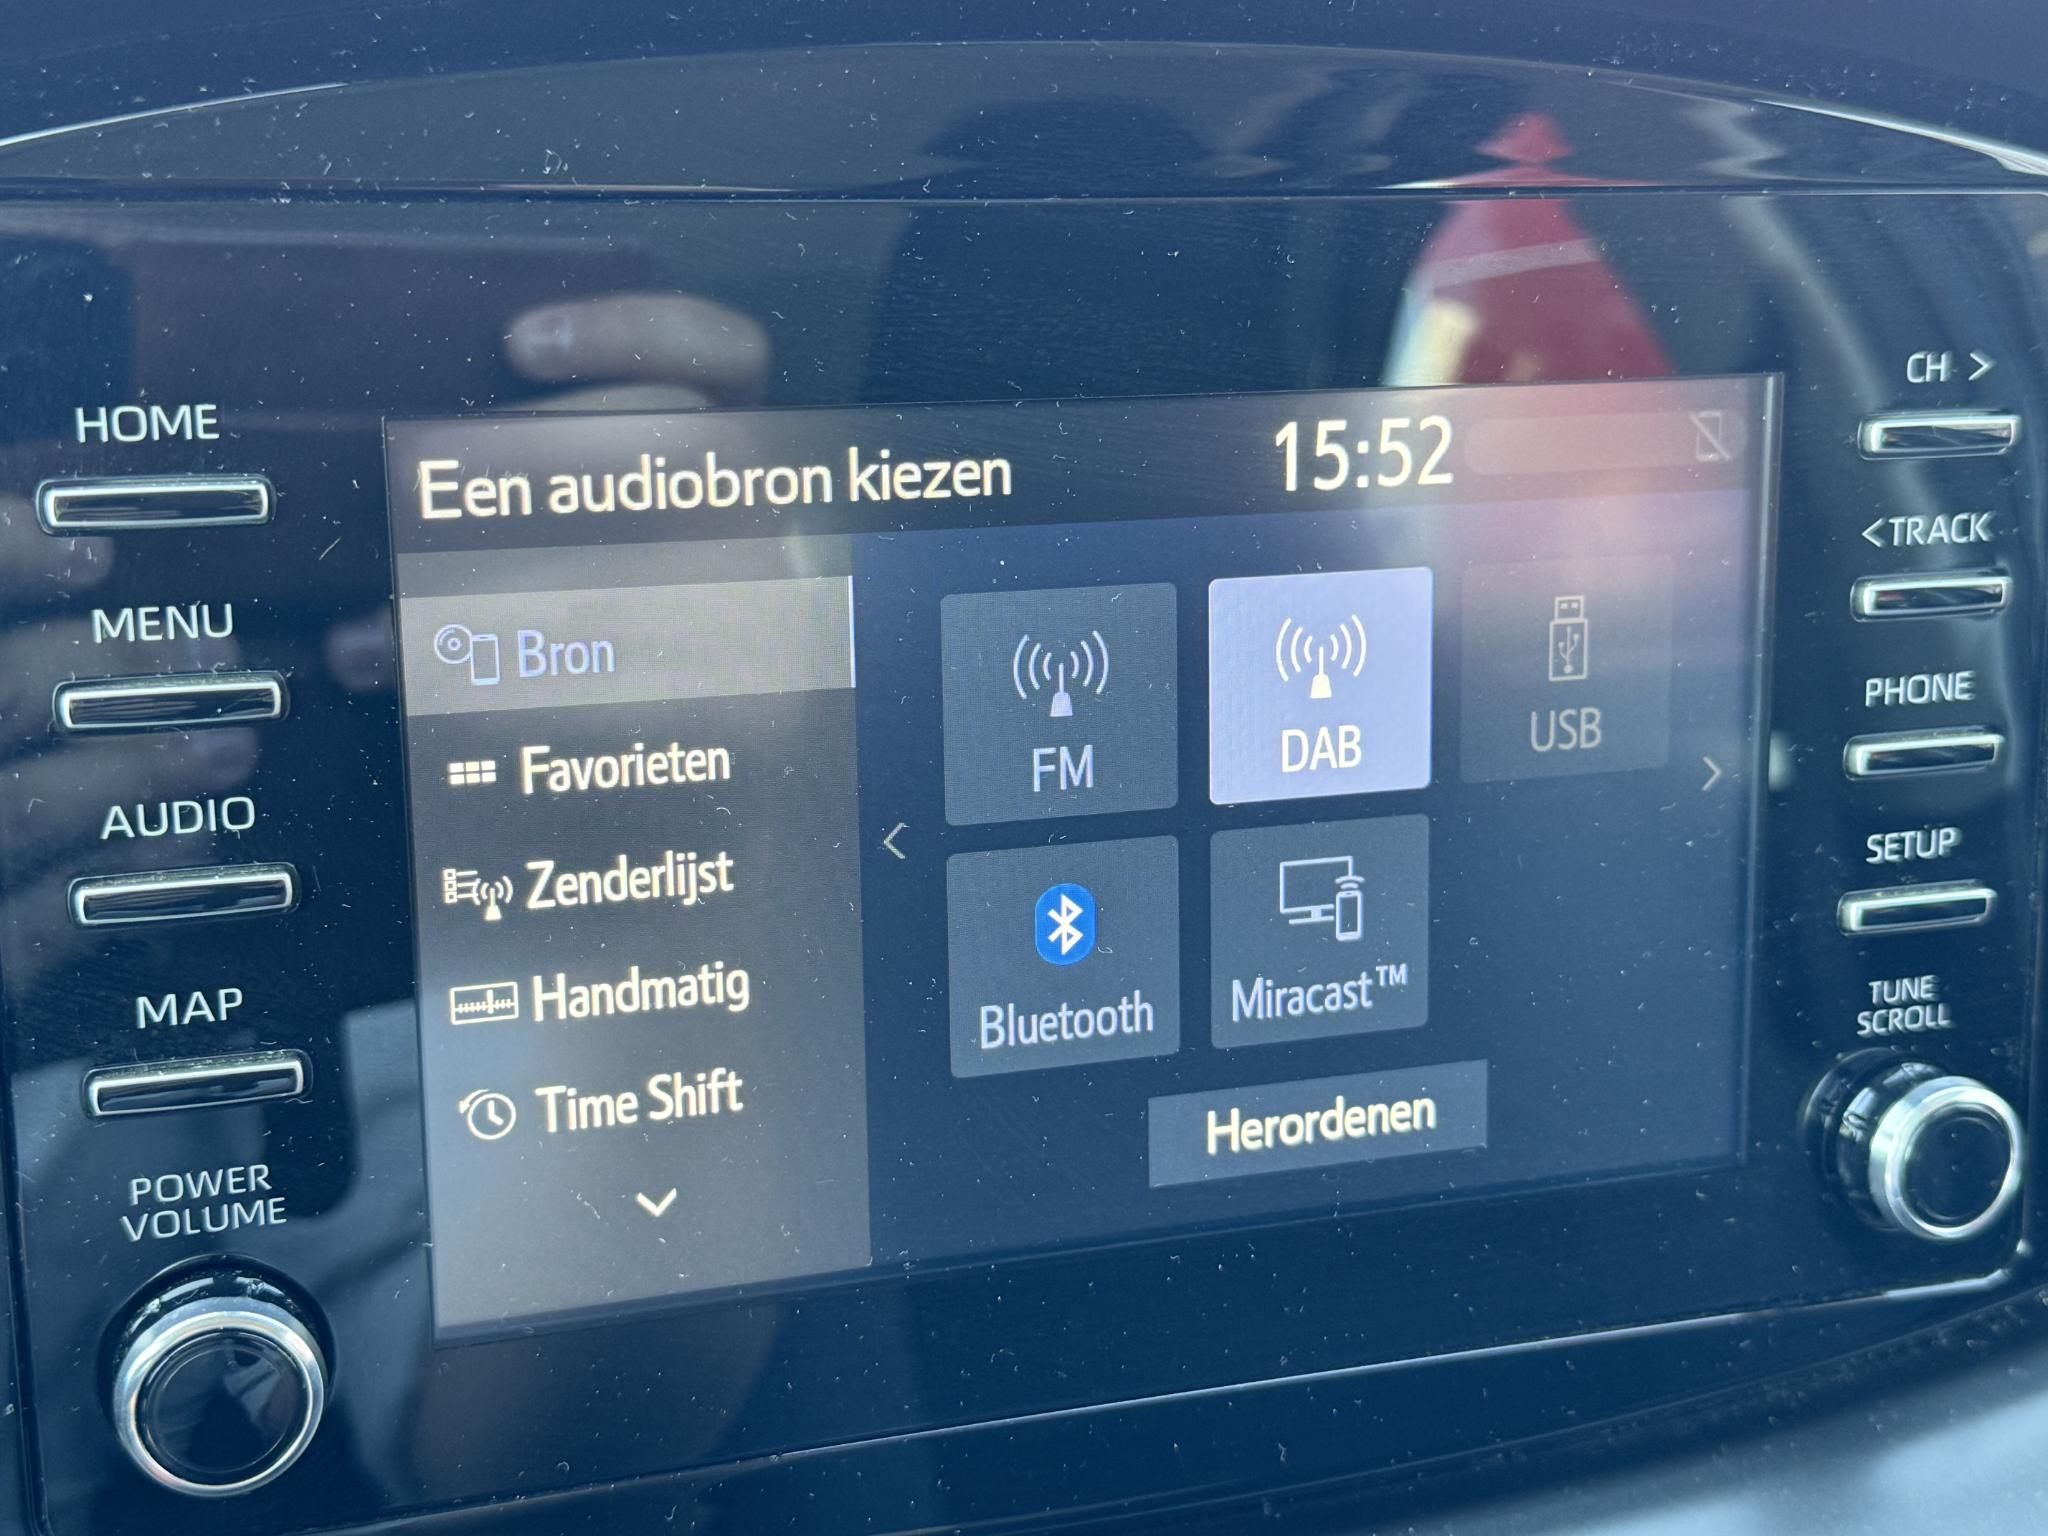 HOME
MENU
AUDIO
MAP
POWER
VOLUME
Een audiobron kiezen
15:52
Bron
Favorieten
Zenderlijst
Handmatig
Time Shift
FM
DAB
USB
Bluetooth
Miracast™
Herordenen
CH >
< TRACK
PHONE
SETUP
TUNE
SCROLL